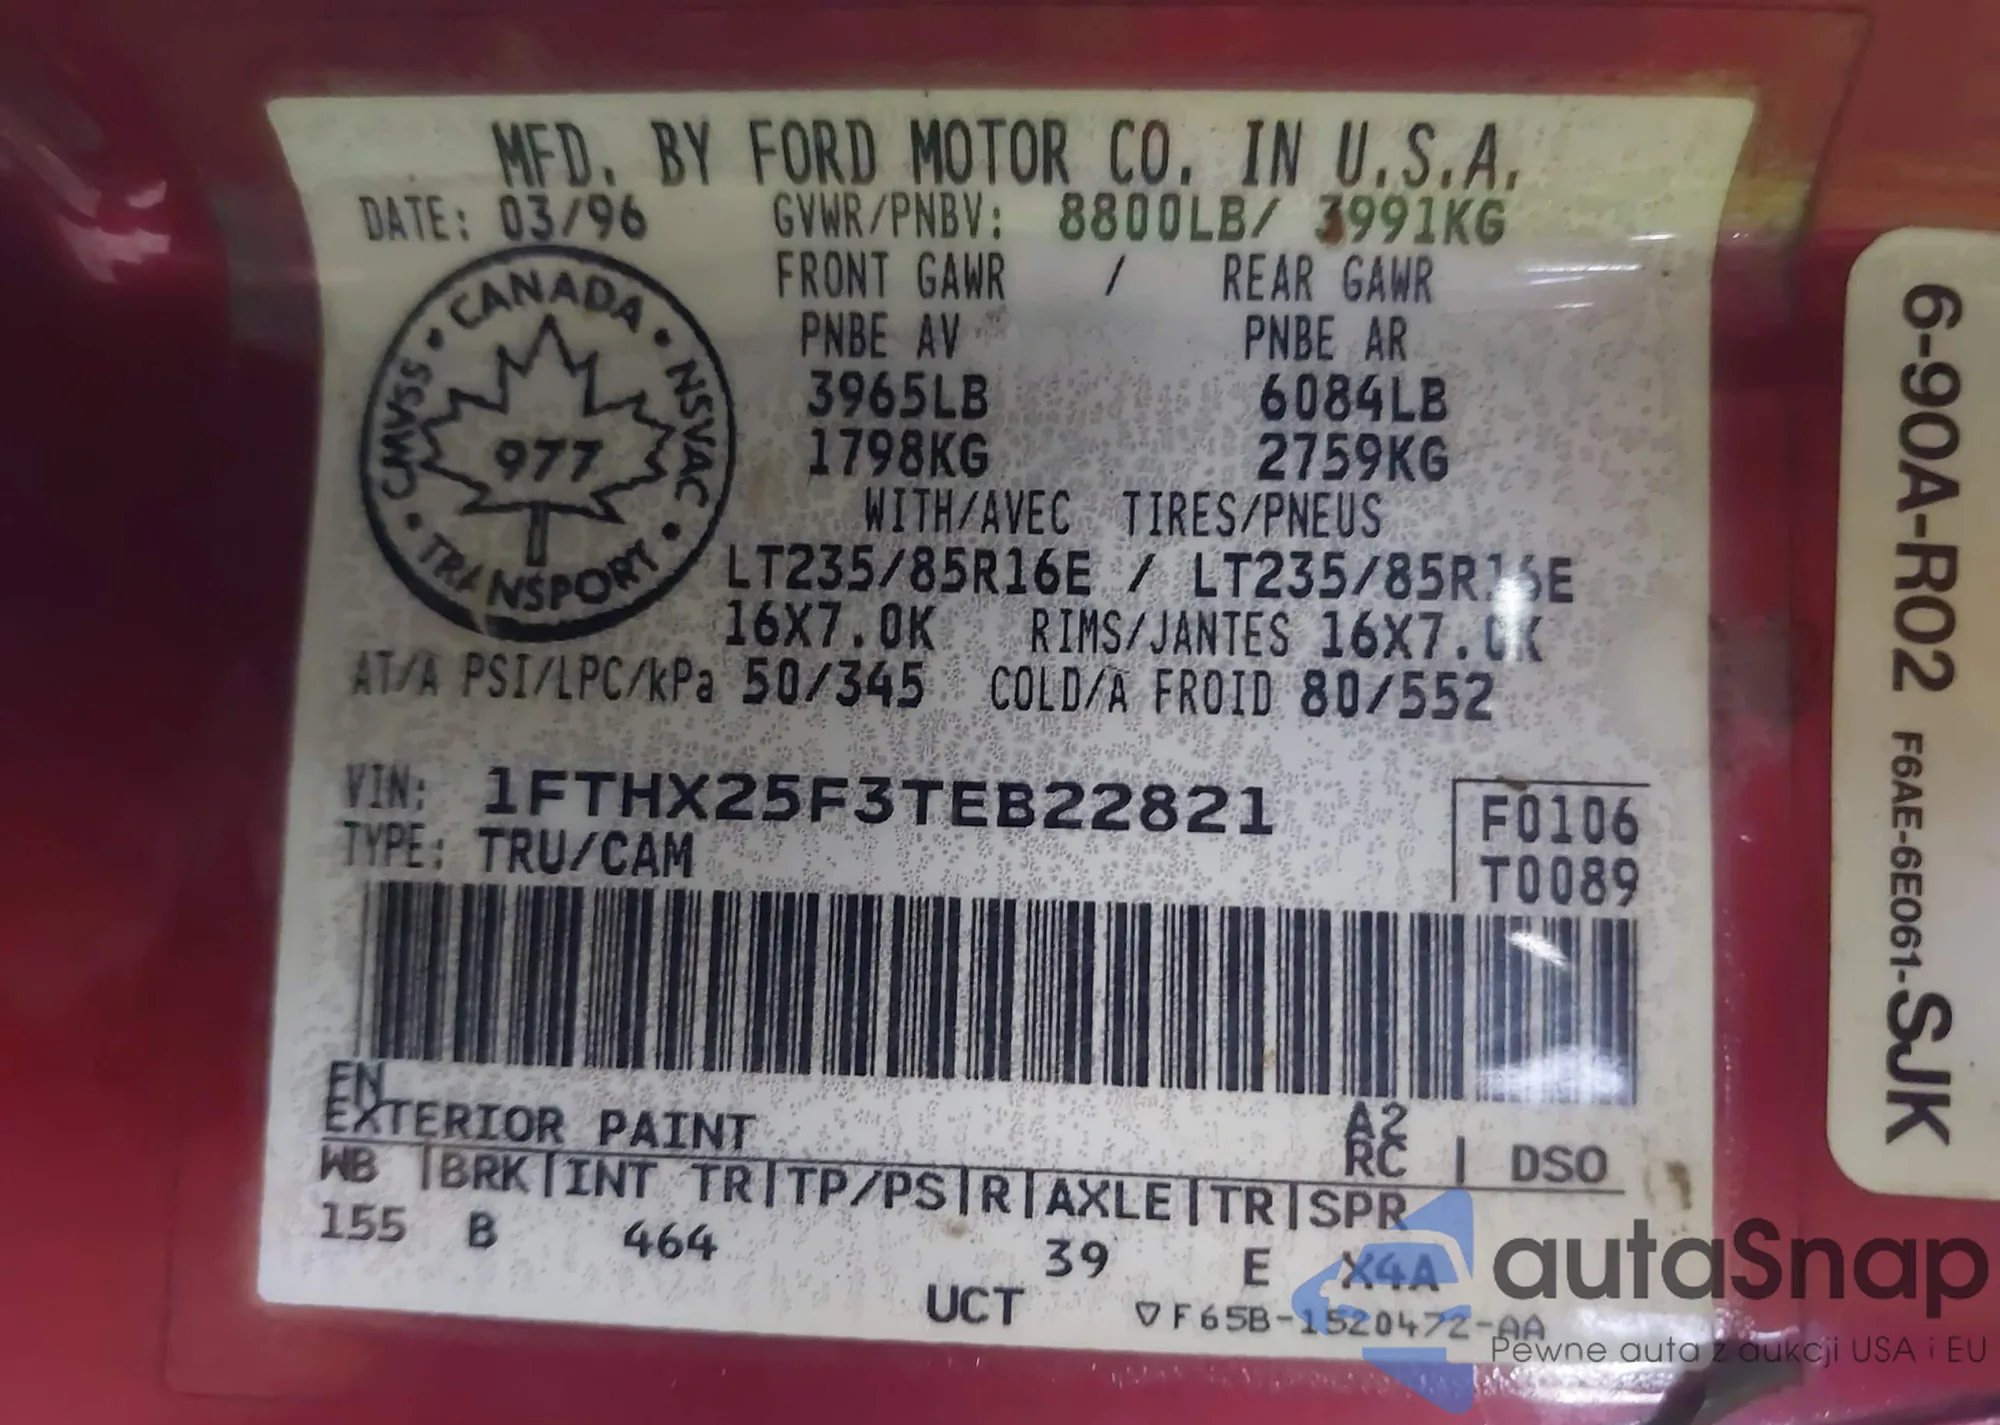 MFD. BY FORD MOTOR CO. IN U.S.A.
DATE: 03/96 GVWR/PNBV: 8800LB/ 3991KG
FRONT GAWR / REAR GAWR
PNBE AV PNBE AR
3965LB 6084LB
1798KG 2759KG
WITH/AVEC TIRES/PNEUS
LT235/85R16E / LT235/85R16E
16X7.0K RIMS/JANTES 16X7.0K
AT/A PSI/LPC/kPa 50/345 COLD/A FROID 80/552
CANADA • NSVAC • TRANSPORT • CMVSS •
977
VIN: 1FTHX25F3TEB22821
TYPE: TRU/CAM
F0106
T0089
EN A2
EXTERIOR PAINT RC | DSO
WB |BRK|INT TR|TP/PS|R|AXLE|TR|SPR
155 B 464 39 E X4A
UCT ▽F65B-1520472-AA
6-90A-R02 F6AE-6E061-SJK
autaSnap
Pewne auta z aukcji USA i EU